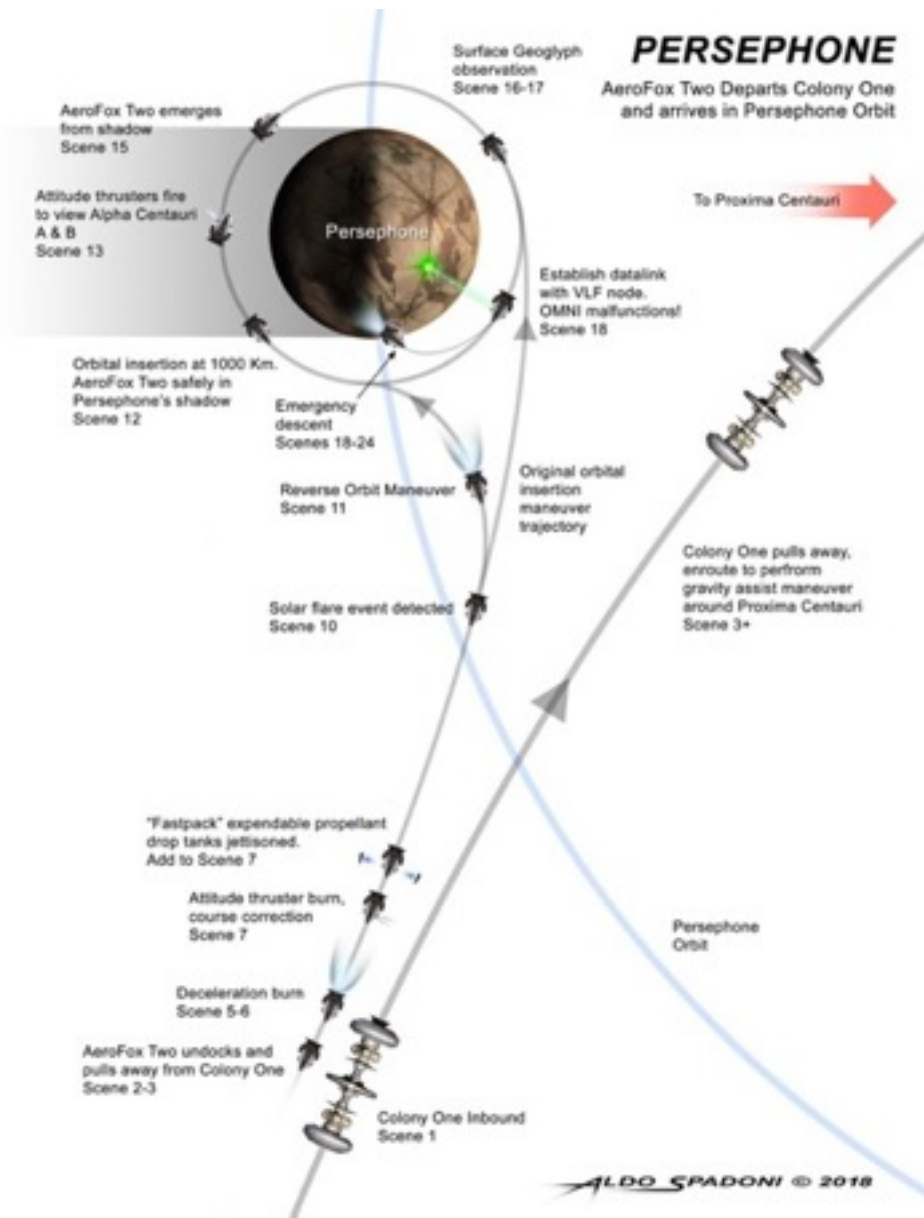 PERSEPHONE
AeroFox Two Departs Colony One
and arrives in Persephone Orbit
Surface Geoglyph
observation
Scene 16-17
AeroFox Two emerges
from shadow
Scene 15
Attitude thrusters fire
to view Alpha Centauri
A & B
Scene 13
To Proxima Centauri
Persephone
Establish datalink
with VLF node.
OMNI malfunctions!
Scene 18
Orbital insertion at 1000 Km.
AeroFox Two safely in
Persephone's shadow
Scene 12
Emergency
descent
Scenes 18-24
Reverse Orbit Maneuver
Scene 11
Original orbital
insertion
maneuver
trajectory
Colony One pulls away,
enroute to perfrom
gravity assist maneuver
around Proxima Centauri
Scene 3+
Solar flare event detected
Scene 10
"Fastpack" expendable propellant
drop tanks jettisoned.
Add to Scene 7
Attitude thruster burn,
course correction
Scene 7
Persephone
Orbit
Deceleration burn
Scene 5-6
AeroFox Two undocks and
pulls away from Colony One
Scene 2-3
Colony One Inbound
Scene 1
ALDO SPADONI © 2018